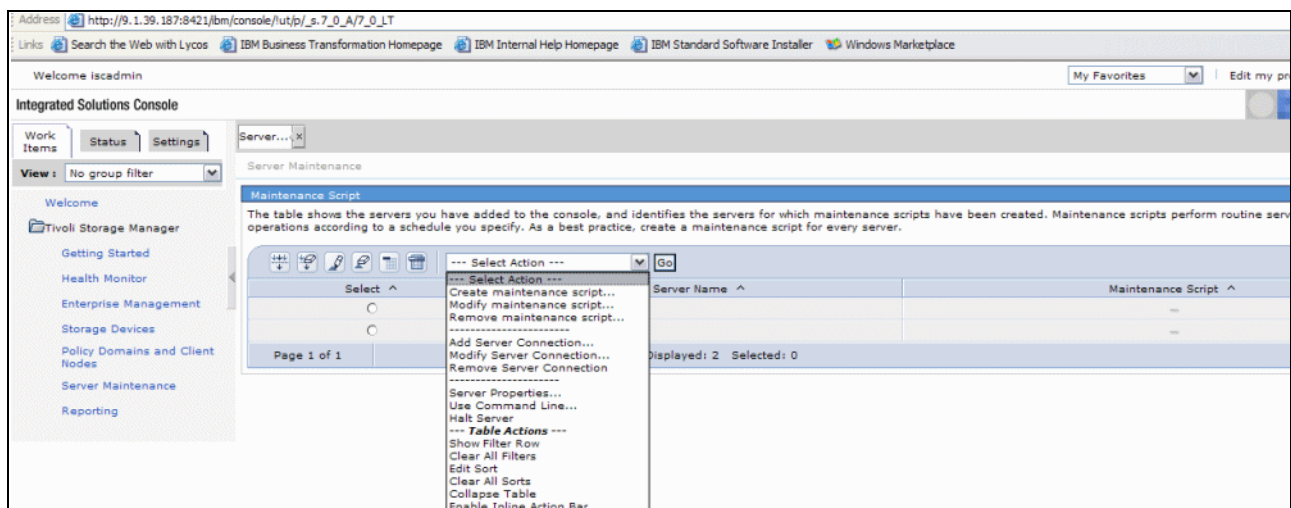 Address http://9.1.39.187:8421/ibm/console/!ut/p/_s.7_0_A/7_0_LT
Links Search the Web with Lycos IBM Business Transformation Homepage IBM Internal Help Homepage IBM Standard Software Installer Windows Marketplace
Welcome iscadmin My Favorites Edit my pr
Integrated Solutions Console
Work Items Status Settings Server... x
View : No group filter
Server Maintenance
Welcome
Tivoli Storage Manager
Getting Started
Health Monitor
Enterprise Management
Storage Devices
Policy Domains and Client
Nodes
Server Maintenance
Reporting
Maintenance Script
The table shows the servers you have added to the console, and identifies the servers for which maintenance scripts have been created. Maintenance scripts perform routine serv
operations according to a schedule you specify. As a best practice, create a maintenance script for every server.
--- Select Action --- Go
Select ^ Server Name ^ Maintenance Script ^
--- Select Action ---
Create maintenance script...
Modify maintenance script...
Remove maintenance script...
-----------------------
Add Server Connection...
Modify Server Connection...
Remove Server Connection
---------------------
Server Properties...
Use Command Line...
Halt Server
--- Table Actions ---
Show Filter Row
Clear All Filters
Edit Sort
Clear All Sorts
Collapse Table
Enable Inline Action Bar
Page 1 of 1 Displayed: 2 Selected: 0